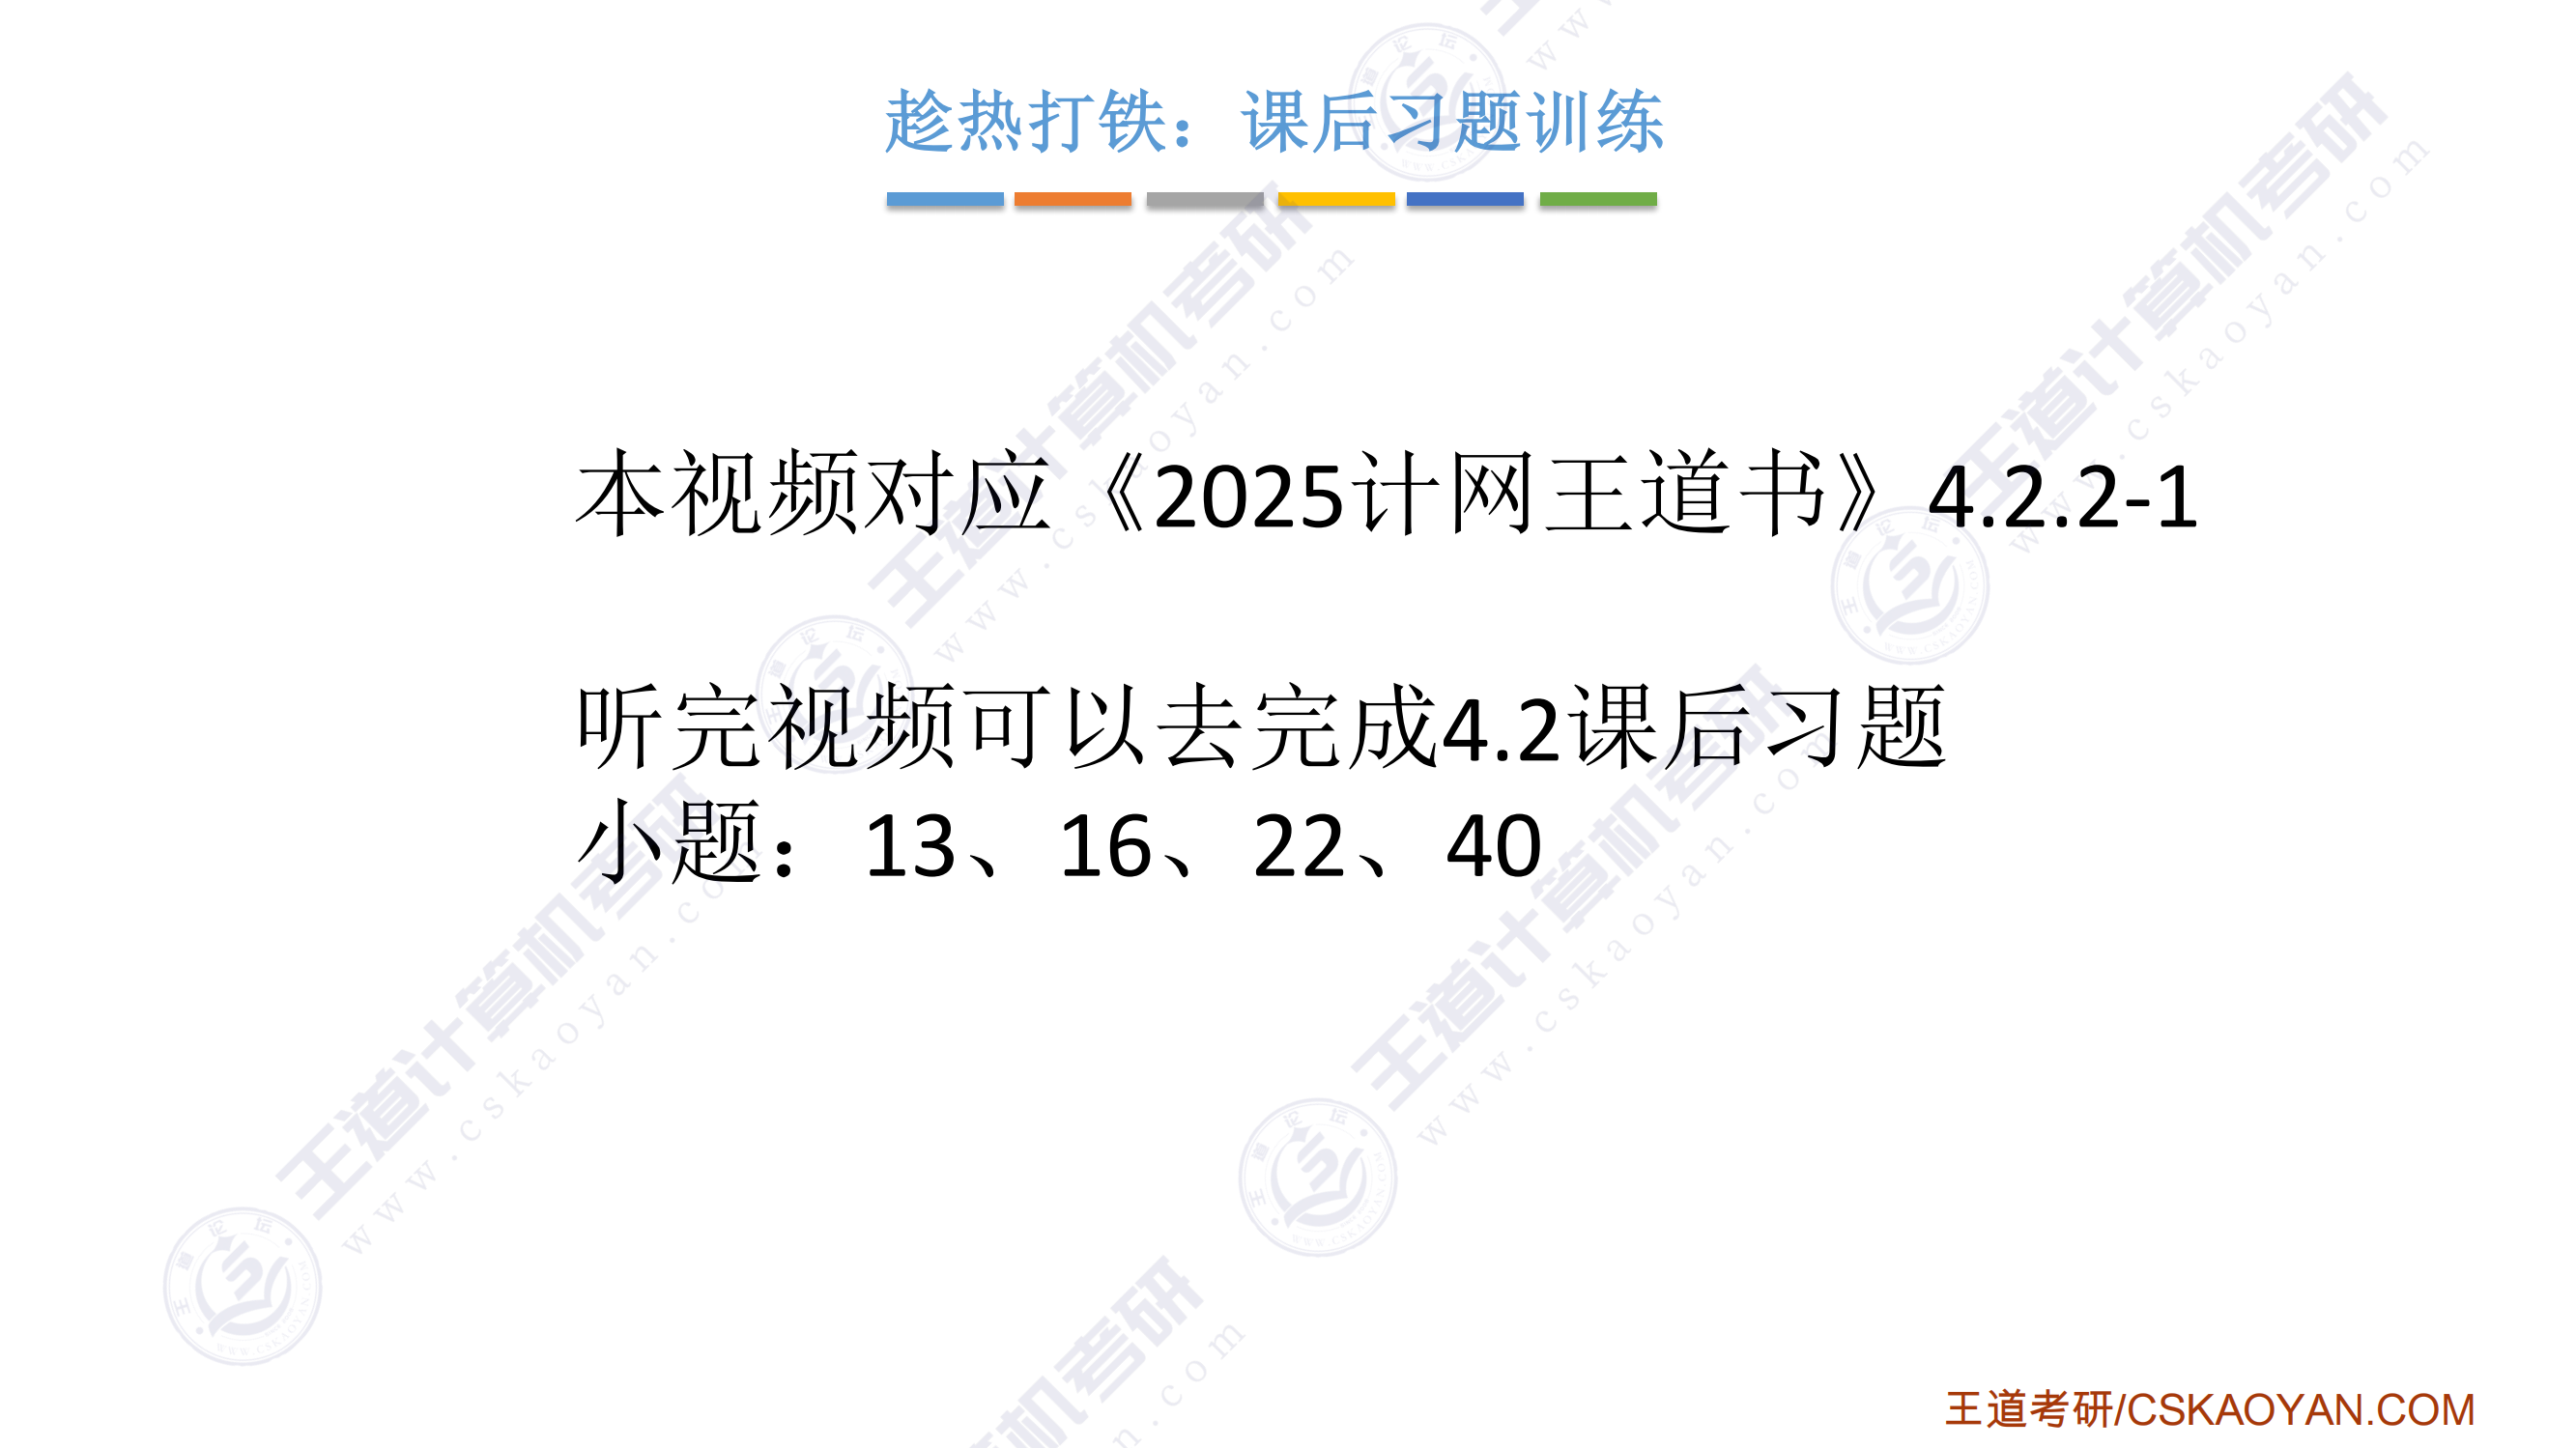 趁热打铁：课后习题训练
本视频对应《2025计网王道书》4.2.2-1
听完视频可以去完成4.2课后习题
小题：13、16、22、40
王道计算机考研
www.cskaoyan.com
王道考研/CSKAOYAN.COM